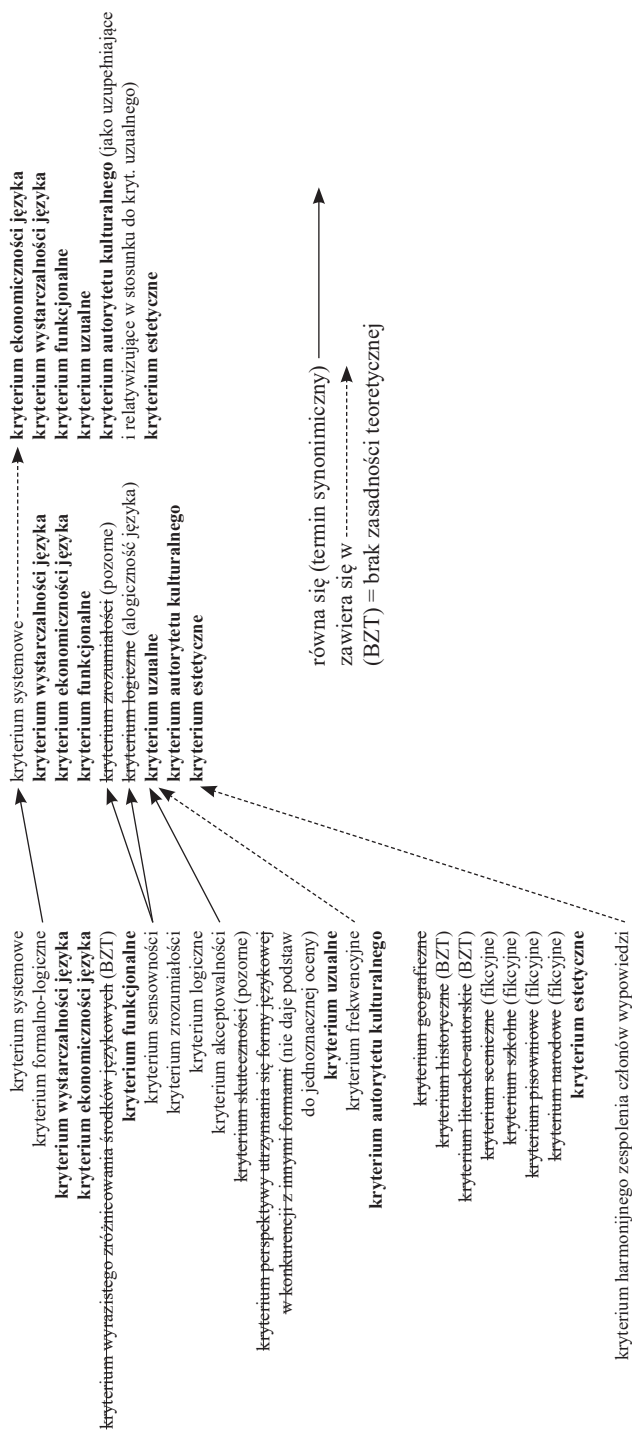 kryterium systemowe
kryterium formalno-logiczne
kryterium wystarczalności języka
kryterium ekonomiczności języka
kryterium wyrazistego zróżnicowania środków językowych (BZT)
kryterium funkcjonalne
kryterium sensowności
kryterium zrozumiałości
kryterium logiczne
kryterium akceptowalności
kryterium skuteczności (pozorne)
kryterium perspektywy utrzymania się formy językowej
w konkurencji z innymi formami (nie daje podstaw
do jednoznacznej oceny)
kryterium uzualne
kryterium frekwencyjne
kryterium autorytetu kulturalnego
kryterium geograficzne
kryterium historyczne (BZT)
kryterium literacko-autorskie (BZT)
kryterium sceniczne (fikcyjne)
kryterium szkolne (fikcyjne)
kryterium pisowniowe (fikcyjne)
kryterium narodowe (fikcyjne)
kryterium estetyczne
kryterium harmonijnego zespolenia członów wypowiedzi
kryterium systemowe
kryterium wystarczalności języka
kryterium ekonomiczności języka
kryterium funkcjonalne
kryterium zrozumiałości (pozorne)
kryterium logiczne (alogiczność języka)
kryterium uzualne
kryterium autorytetu kulturalnego
kryterium estetyczne
kryterium ekonomiczności języka
kryterium wystarczalności języka
kryterium funkcjonalne
kryterium uzualne
kryterium autorytetu kulturalnego (jako uzupełniające
i relatywizujące w stosunku do kryt. uzualnego)
kryterium estetyczne
równa się (termin synonimiczny)
zawiera się w
(BZT) = brak zasadności teoretycznej